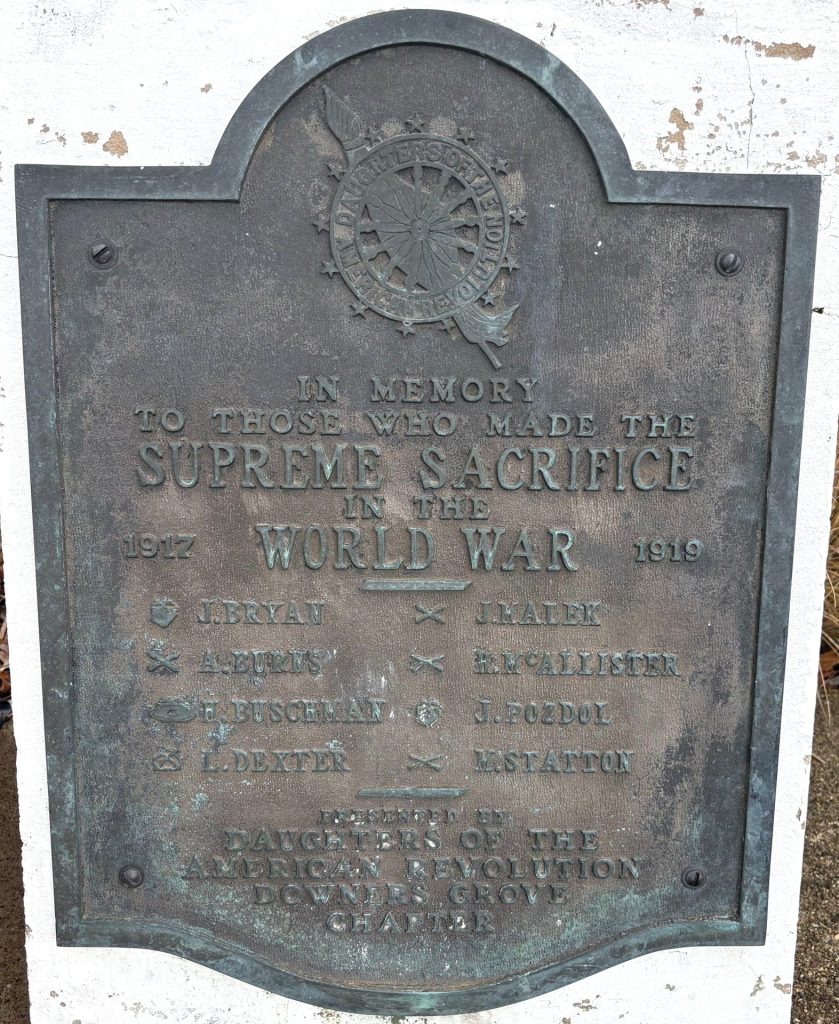 DAUGHTERS OF THE AMERICAN REVOLUTION
IN MEMORY
TO THOSE WHO MADE THE
SUPREME SACRIFICE
IN THE
1917 WORLD WAR 1919
J. BRYAN J. MALEK
A. BURNS H. McALLISTER
H. BUSCHMAN J. POZDOL
L. DEXTER M. STATTON
PRESENTED BY
DAUGHTERS OF THE
AMERICAN REVOLUTION
DOWNERS GROVE
CHAPTER